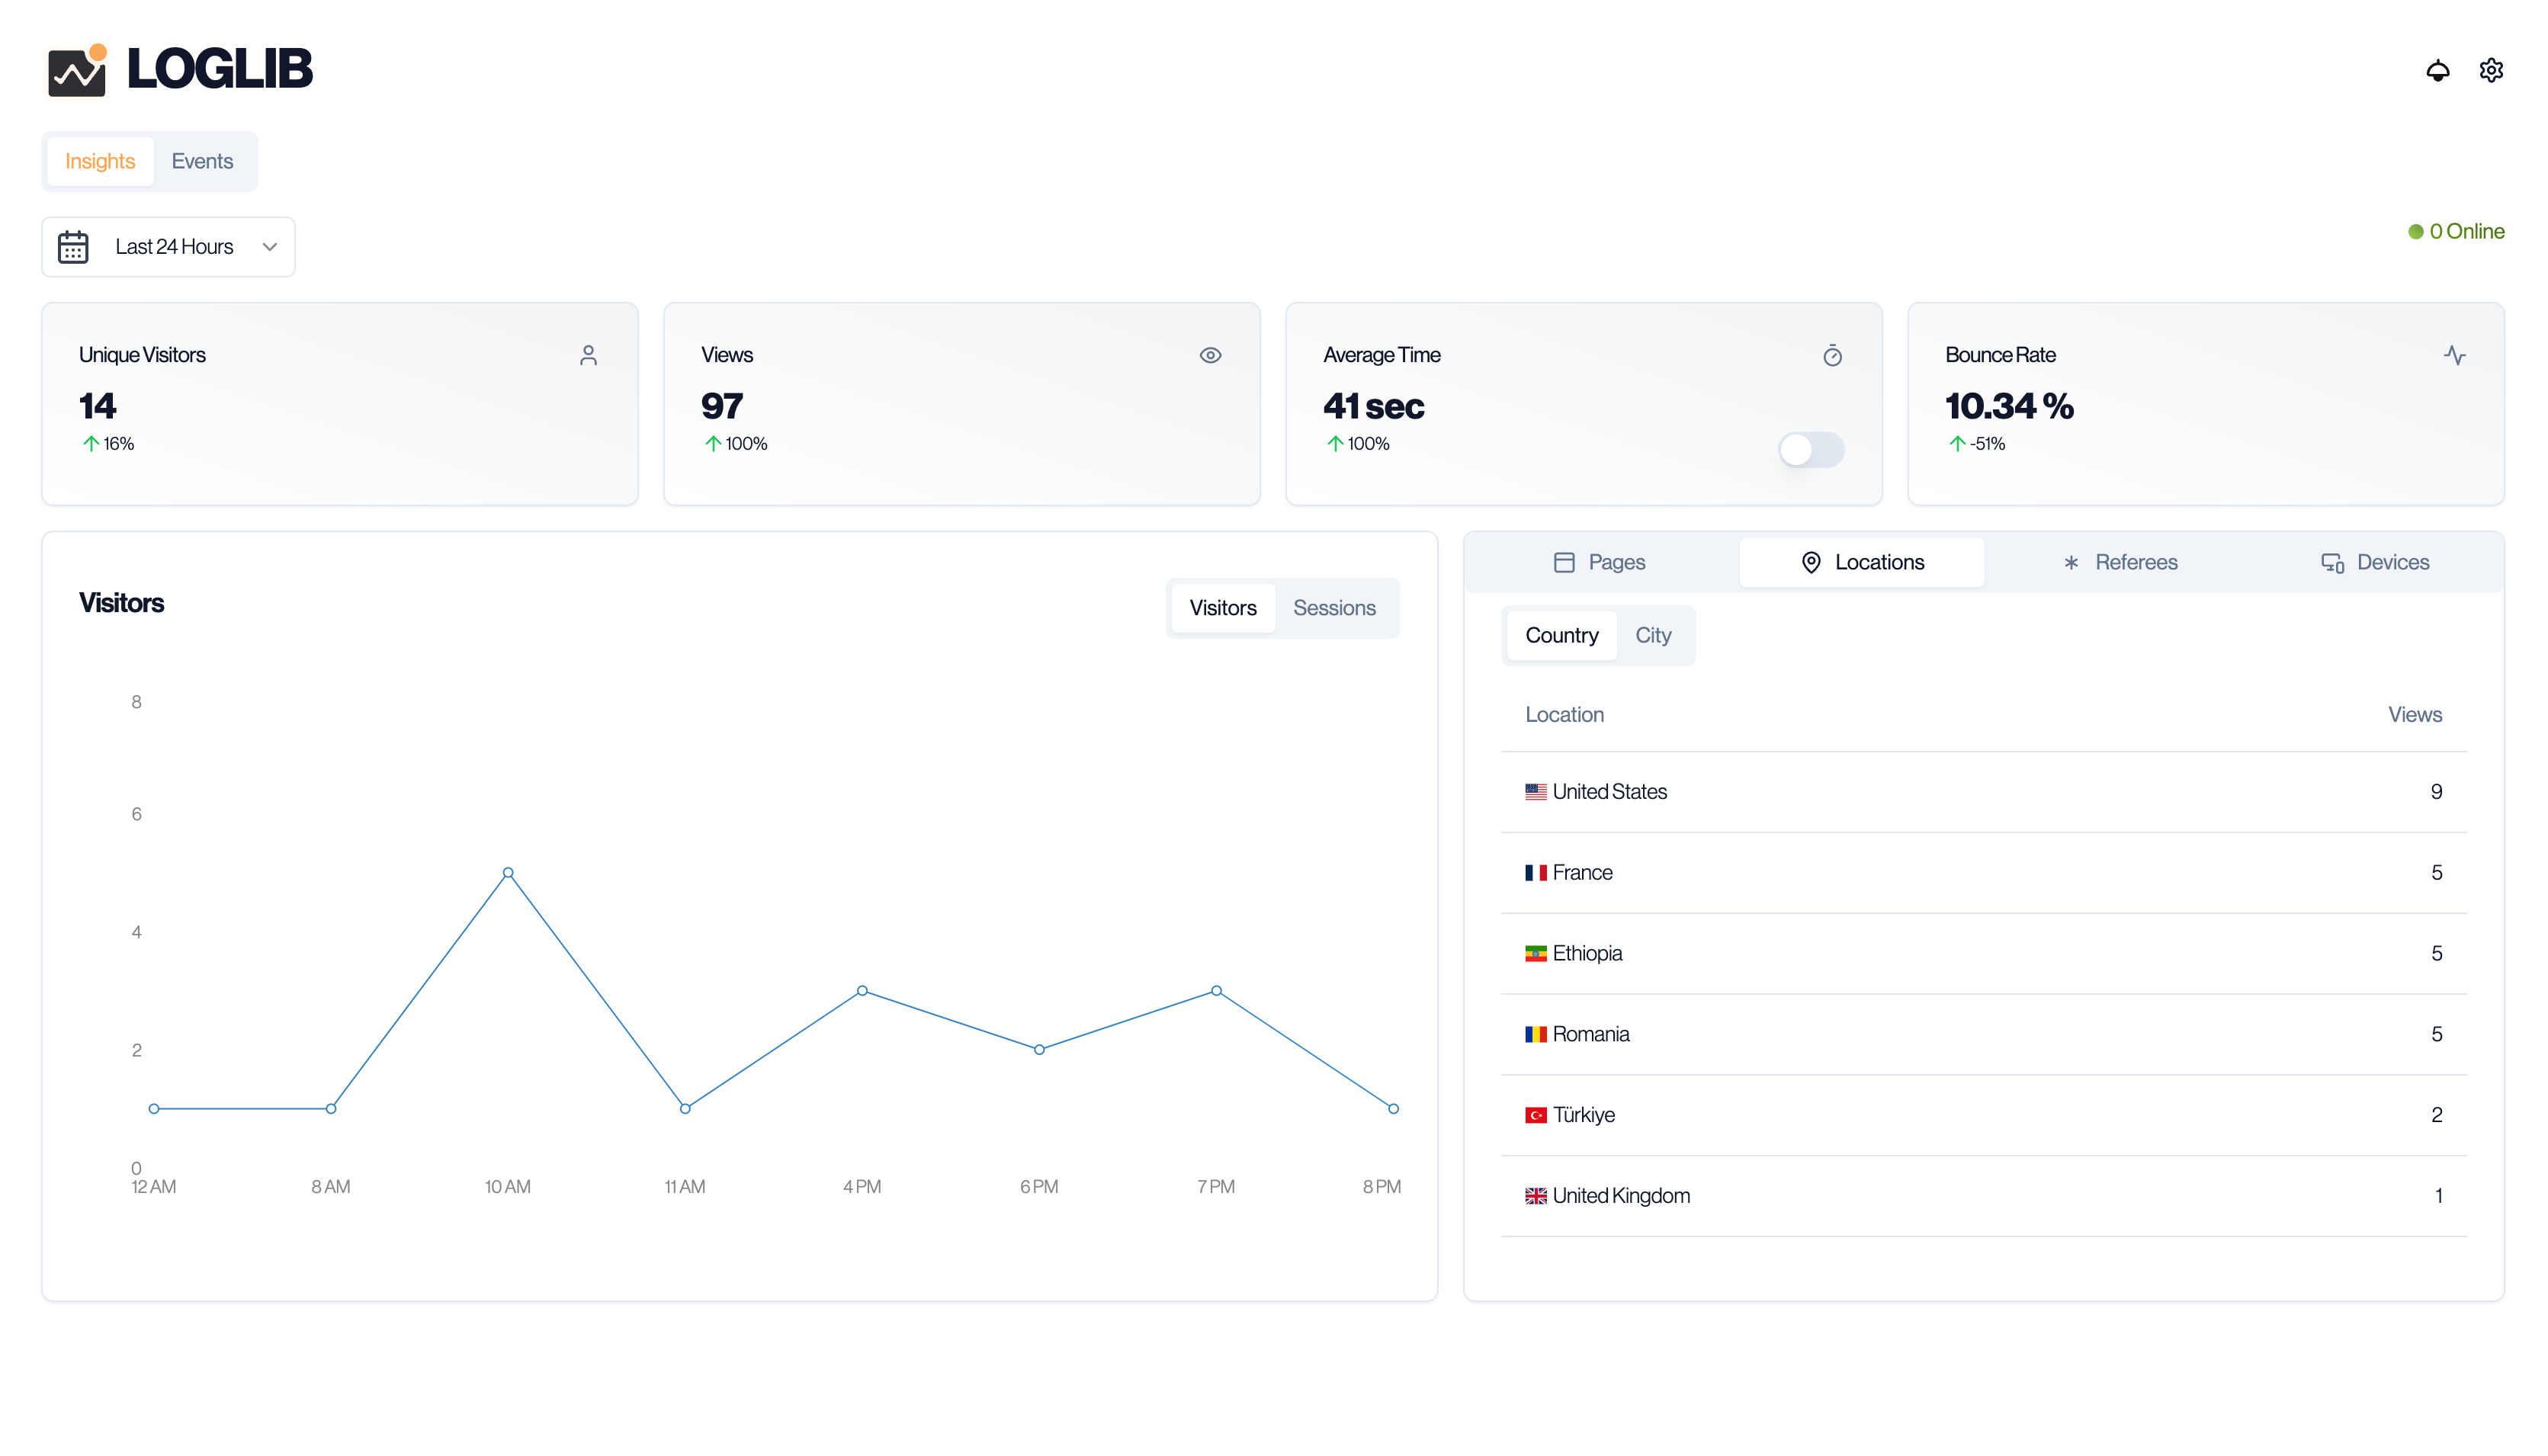 LOGLIB
Insights Events
Last 24 Hours
0 Online
Unique Visitors
14
16%
Views
97
100%
Average Time
41 sec
100%
Bounce Rate
10.34 %
-51%
Visitors
Visitors Sessions
8
6
4
2
0
12 AM 8 AM 10 AM 11 AM 4 PM 6 PM 7 PM 8 PM
Pages Locations Referees Devices
Country City
Location Views
United States 9
France 5
Ethiopia 5
Romania 5
Türkiye 2
United Kingdom 1